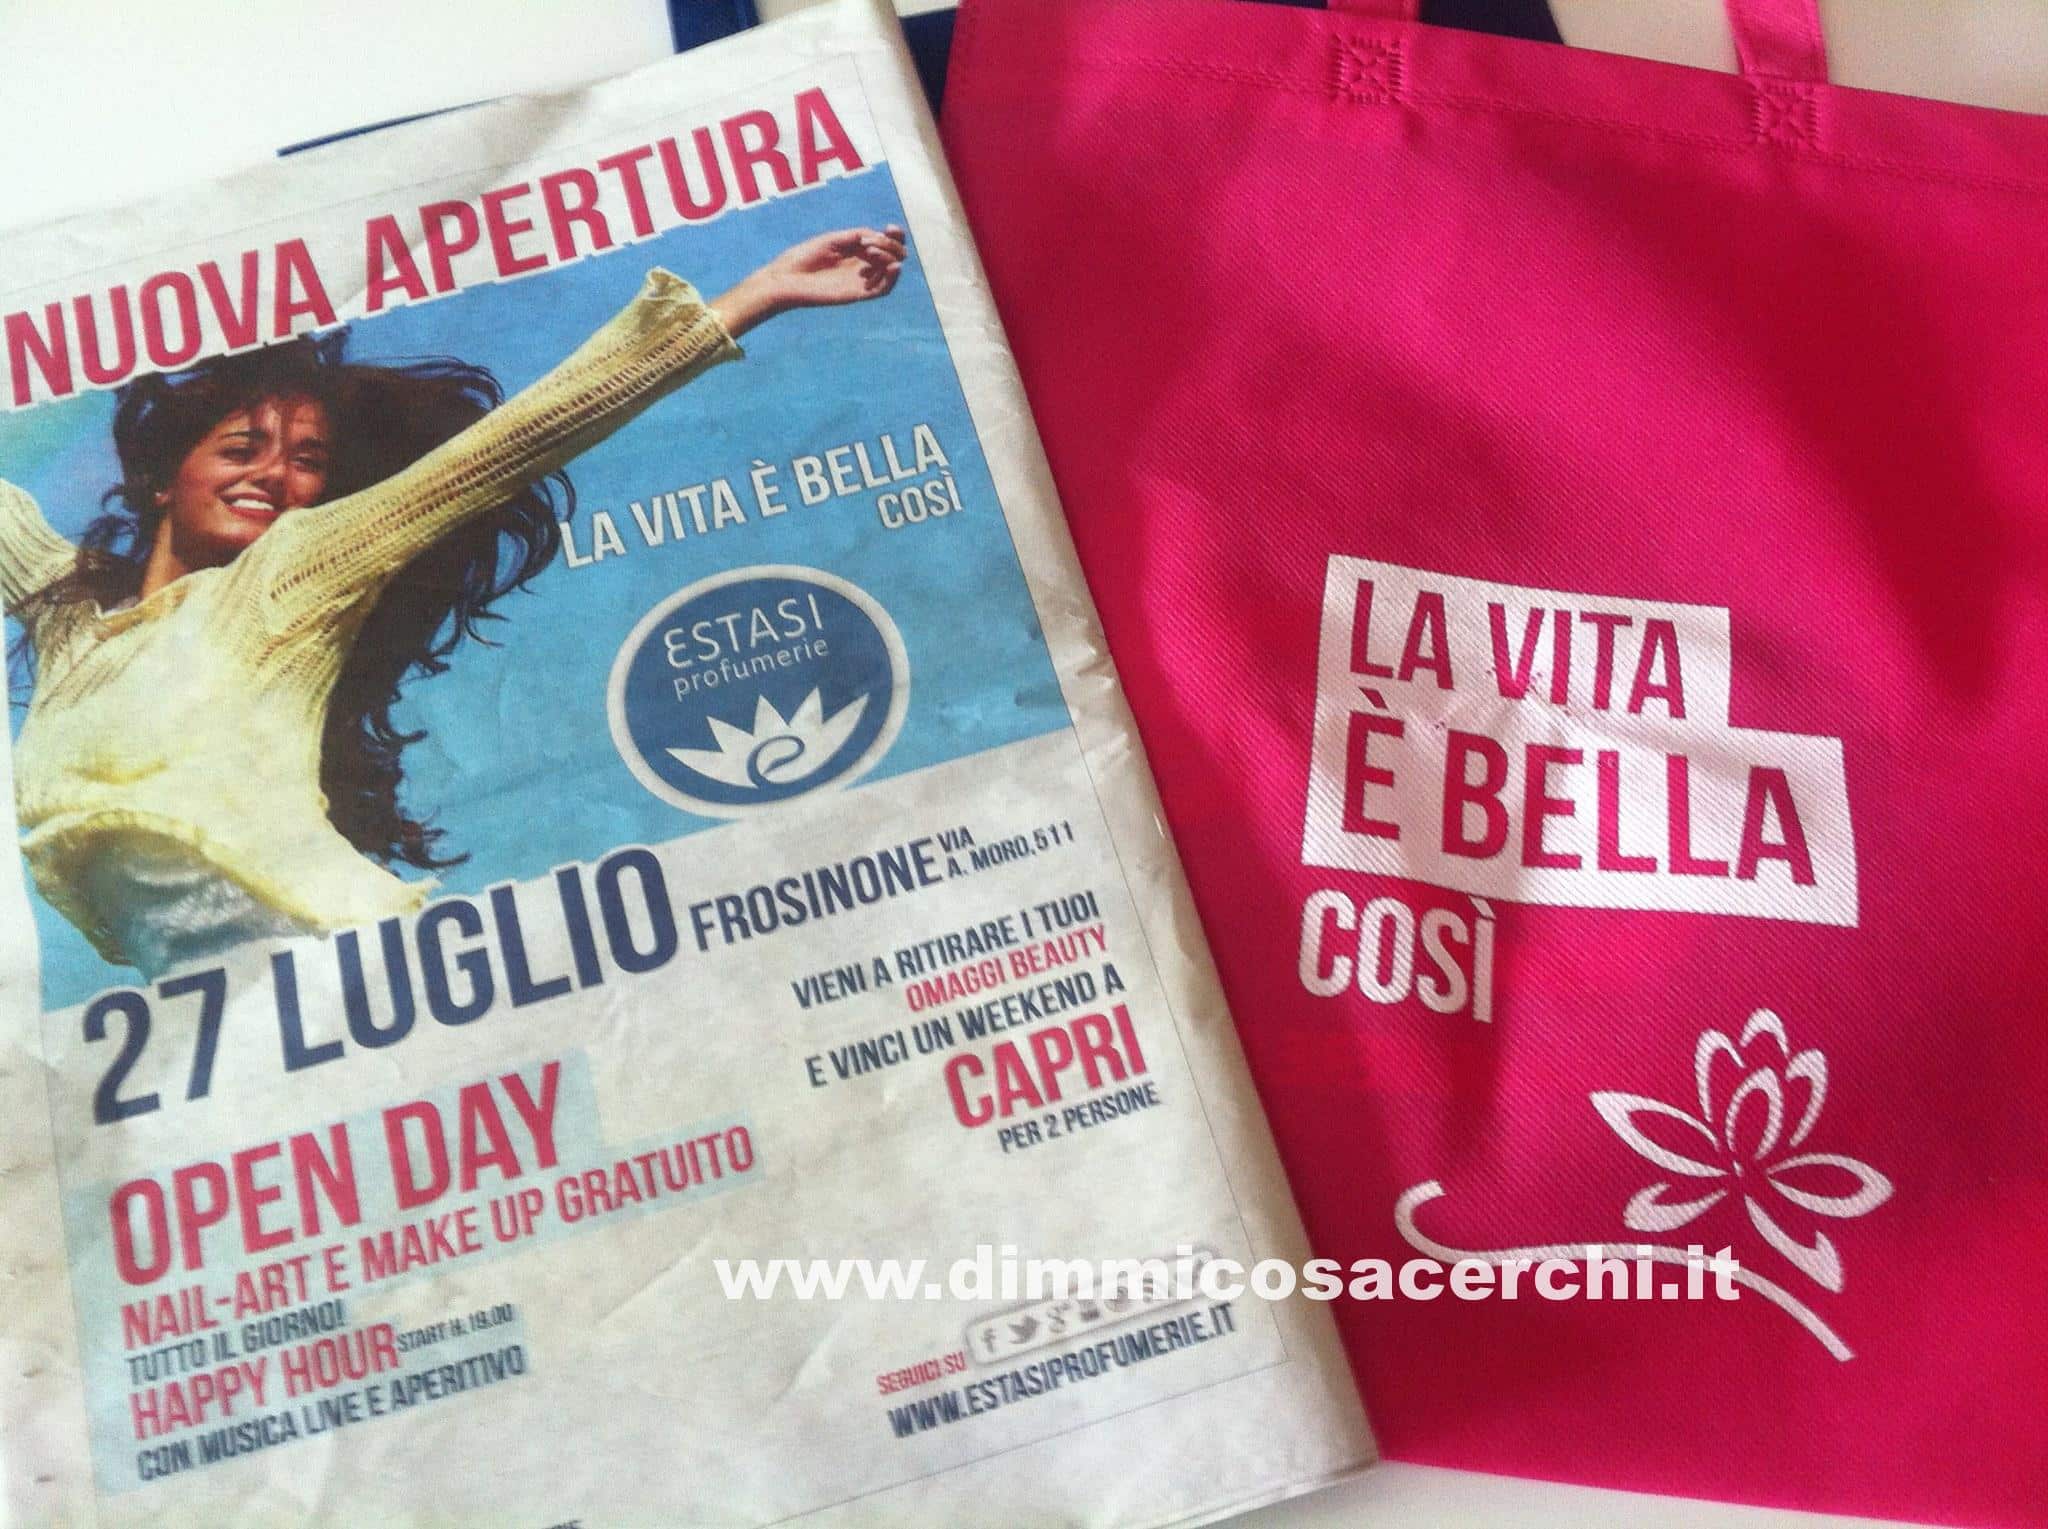 NUOVA APERTURA
LA VITA È BELLA
COSÌ
ESTASI
profumerie
e
27 LUGLIO FROSINONE VIA
A. MORO, 511
VIENI A RITIRARE I TUOI
OMAGGI BEAUTY
E VINCI UN WEEKEND A
CAPRI
PER 2 PERSONE
OPEN DAY
NAIL-ART E MAKE UP GRATUITO
TUTTO IL GIORNO!
HAPPY HOUR START H. 19.00
CON MUSICA LIVE E APERITIVO
SEGUICI SU
WWW.ESTASIPROFUMERIE.IT
LA VITA
È BELLA
COSÌ
www.dimmicosacerchi.it